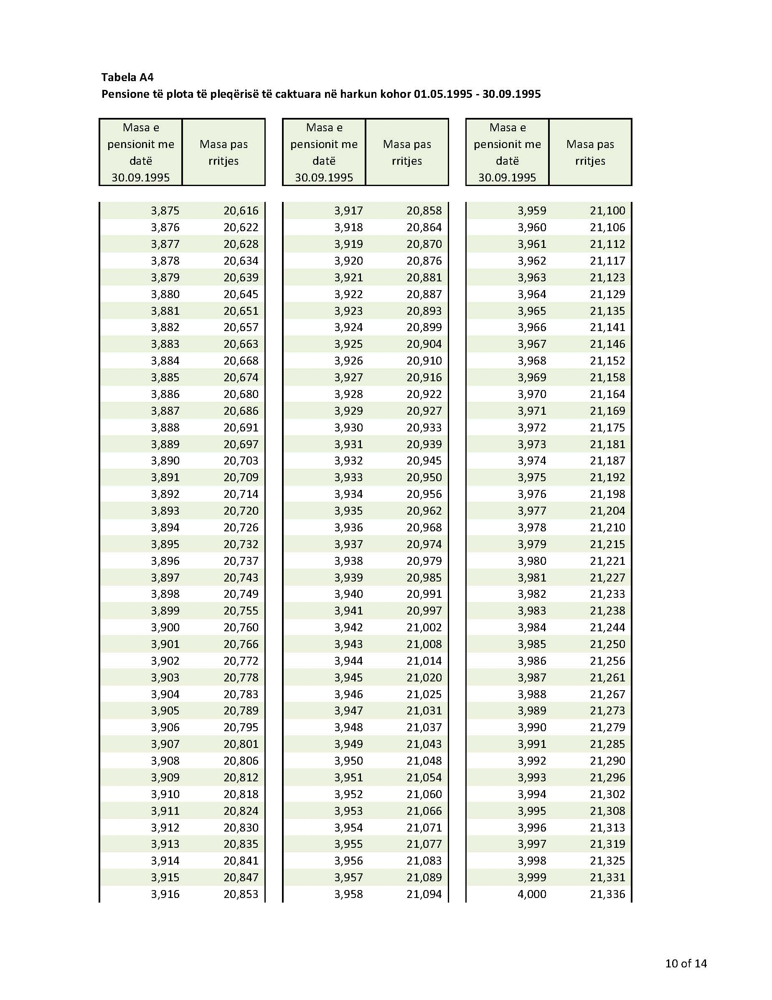 Tabela A4
Pensione të plota të pleqërisë të caktuara në harkun kohor 01.05.1995 - 30.09.1995
Masa e pensionit me datë 30.09.1995 Masa pas rritjes Masa e pensionit me datë 30.09.1995 Masa pas rritjes Masa e pensionit me datë 30.09.1995 Masa pas rritjes
3,875 20,616 3,917 20,858 3,959 21,100
3,876 20,622 3,918 20,864 3,960 21,106
3,877 20,628 3,919 20,870 3,961 21,112
3,878 20,634 3,920 20,876 3,962 21,117
3,879 20,639 3,921 20,881 3,963 21,123
3,880 20,645 3,922 20,887 3,964 21,129
3,881 20,651 3,923 20,893 3,965 21,135
3,882 20,657 3,924 20,899 3,966 21,141
3,883 20,663 3,925 20,904 3,967 21,146
3,884 20,668 3,926 20,910 3,968 21,152
3,885 20,674 3,927 20,916 3,969 21,158
3,886 20,680 3,928 20,922 3,970 21,164
3,887 20,686 3,929 20,927 3,971 21,169
3,888 20,691 3,930 20,933 3,972 21,175
3,889 20,697 3,931 20,939 3,973 21,181
3,890 20,703 3,932 20,945 3,974 21,187
3,891 20,709 3,933 20,950 3,975 21,192
3,892 20,714 3,934 20,956 3,976 21,198
3,893 20,720 3,935 20,962 3,977 21,204
3,894 20,726 3,936 20,968 3,978 21,210
3,895 20,732 3,937 20,974 3,979 21,215
3,896 20,737 3,938 20,979 3,980 21,221
3,897 20,743 3,939 20,985 3,981 21,227
3,898 20,749 3,940 20,991 3,982 21,233
3,899 20,755 3,941 20,997 3,983 21,238
3,900 20,760 3,942 21,002 3,984 21,244
3,901 20,766 3,943 21,008 3,985 21,250
3,902 20,772 3,944 21,014 3,986 21,256
3,903 20,778 3,945 21,020 3,987 21,261
3,904 20,783 3,946 21,025 3,988 21,267
3,905 20,789 3,947 21,031 3,989 21,273
3,906 20,795 3,948 21,037 3,990 21,279
3,907 20,801 3,949 21,043 3,991 21,285
3,908 20,806 3,950 21,048 3,992 21,290
3,909 20,812 3,951 21,054 3,993 21,296
3,910 20,818 3,952 21,060 3,994 21,302
3,911 20,824 3,953 21,066 3,995 21,308
3,912 20,830 3,954 21,071 3,996 21,313
3,913 20,835 3,955 21,077 3,997 21,319
3,914 20,841 3,956 21,083 3,998 21,325
3,915 20,847 3,957 21,089 3,999 21,331
3,916 20,853 3,958 21,094 4,000 21,336
10 of 14